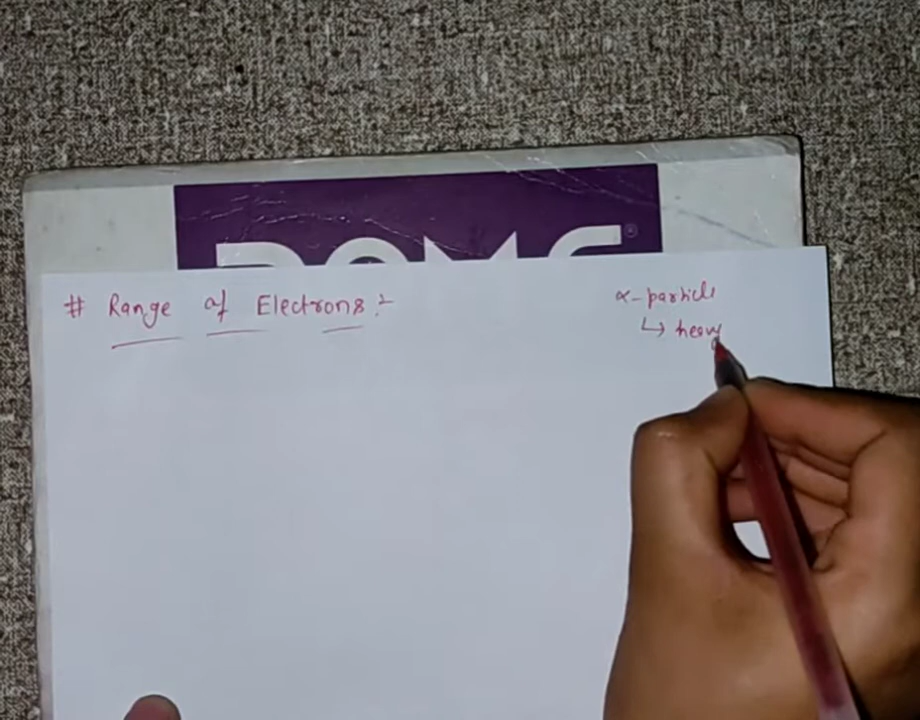 # Range of Electrons :-
α-particle
↳ heavy